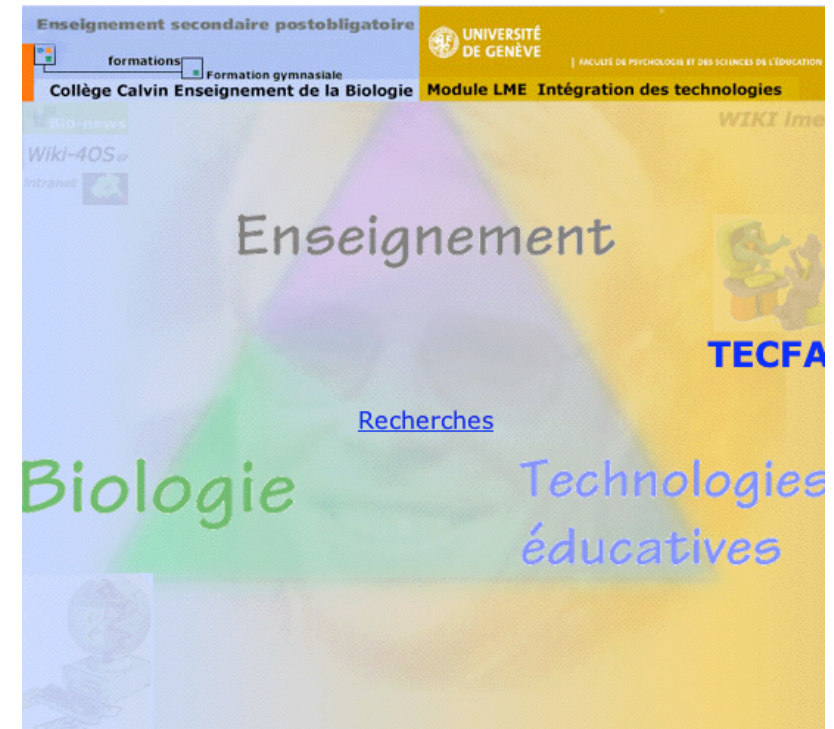 Enseignement secondaire postobligatoire
UNIVERSITÉ
DE GENÈVE
formations
| FACULTÉ DE PSYCHOLOGIE ET DES SCIENCES DE L'ÉDUCATION
Formation gymnasiale
Collège Calvin Enseignement de la Biologie
Module LME Intégration des technologies
Bio-news
WIKI lme
Wiki-4OS
Intranet
Enseignement
TECFA
Recherches
Biologie
Technologies
éducatives